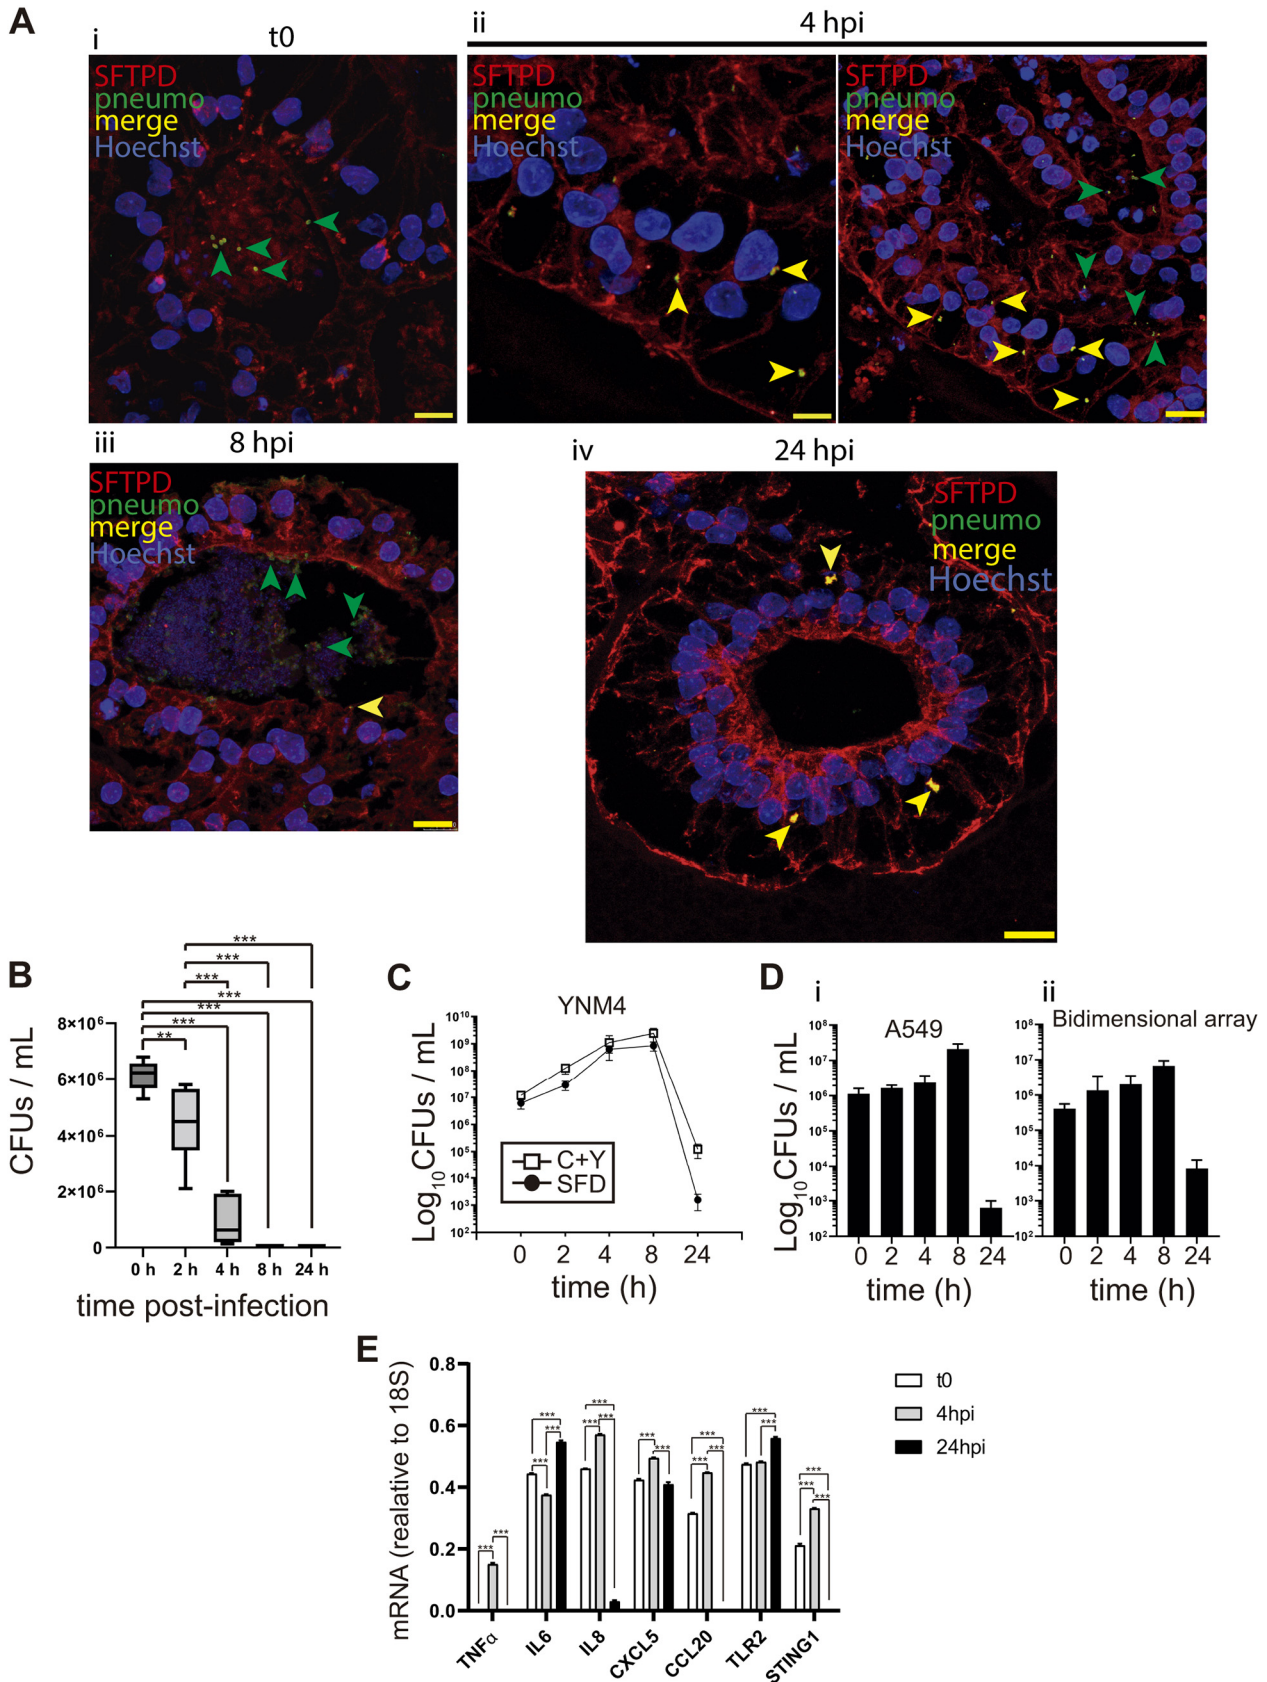 A
i
t0
ii
4 hpi
SFTPD
pneumo
merge
Hoechst
SFTPD
pneumo
merge
Hoechst
SFTPD
pneumo
merge
Hoechst
iii
8 hpi
iv
24 hpi
SFTPD
pneumo
merge
Hoechst
SFTPD
pneumo
merge
Hoechst
B
***
***
***
***
***
***
**
8×10⁶
6×10⁶
4×10⁶
2×10⁶
0
CFUs / mL
0 h 2 h 4 h 8 h 24 h
time post-infection
C
YNM4
10¹⁰
10⁹
10⁸
10⁷
10⁶
10⁵
10⁴
10³
10²
Log₁₀CFUs / mL
C+Y
SFD
0 2 4 8 24
time (h)
D
i
A549
10⁸
10⁷
10⁶
10⁵
10⁴
10³
10²
Log₁₀CFUs / mL
0 2 4 8 24
time (h)
ii
Bidimensional array
10⁸
10⁷
10⁶
10⁵
10⁴
10³
10²
0 2 4 8 24
time (h)
E
mRNA (realative to 18S)
0.8
0.6
0.4
0.2
0.0
*** ***
*** *** ***
*** *** ***
*** ***
*** *** ***
*** ***
*** *** ***
TNFα IL6 IL8 CXCL5 CCL20 TLR2 STING1
t0
4hpi
24hpi